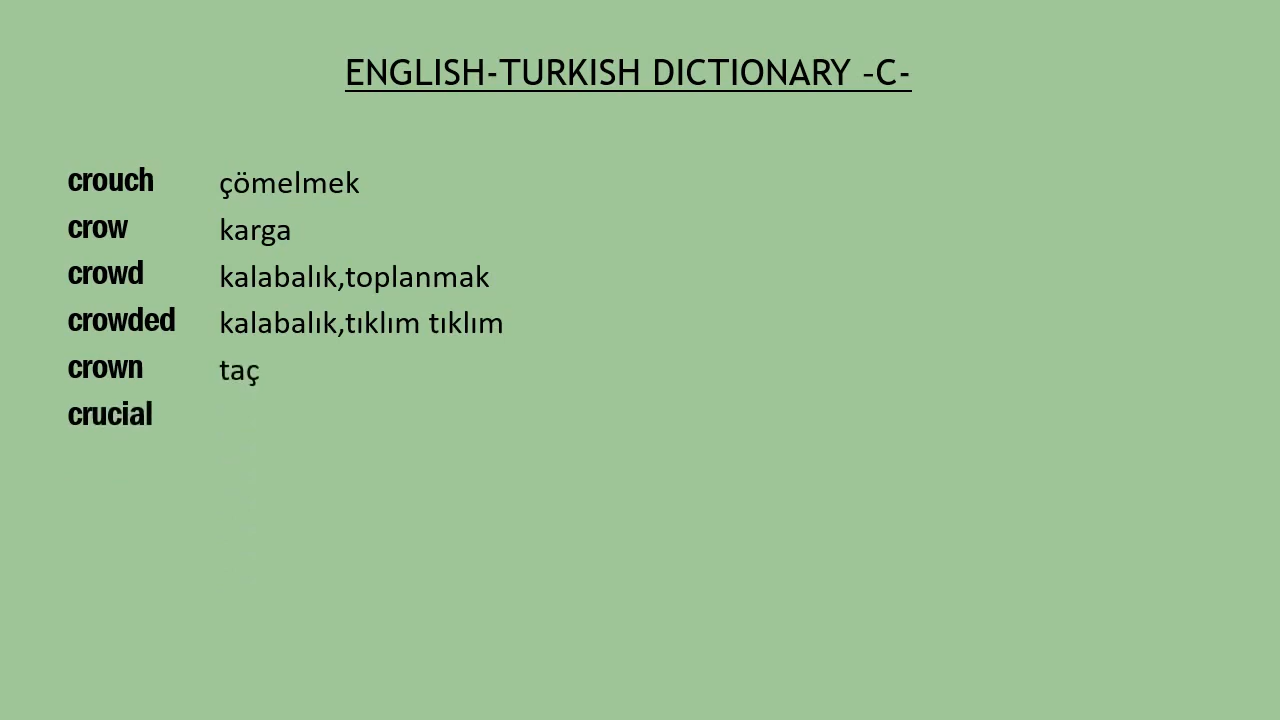 ENGLISH-TURKISH DICTIONARY –C-
crouch çömelmek
crow karga
crowd kalabalık,toplanmak
crowded kalabalık,tıklım tıklım
crown taç
crucial